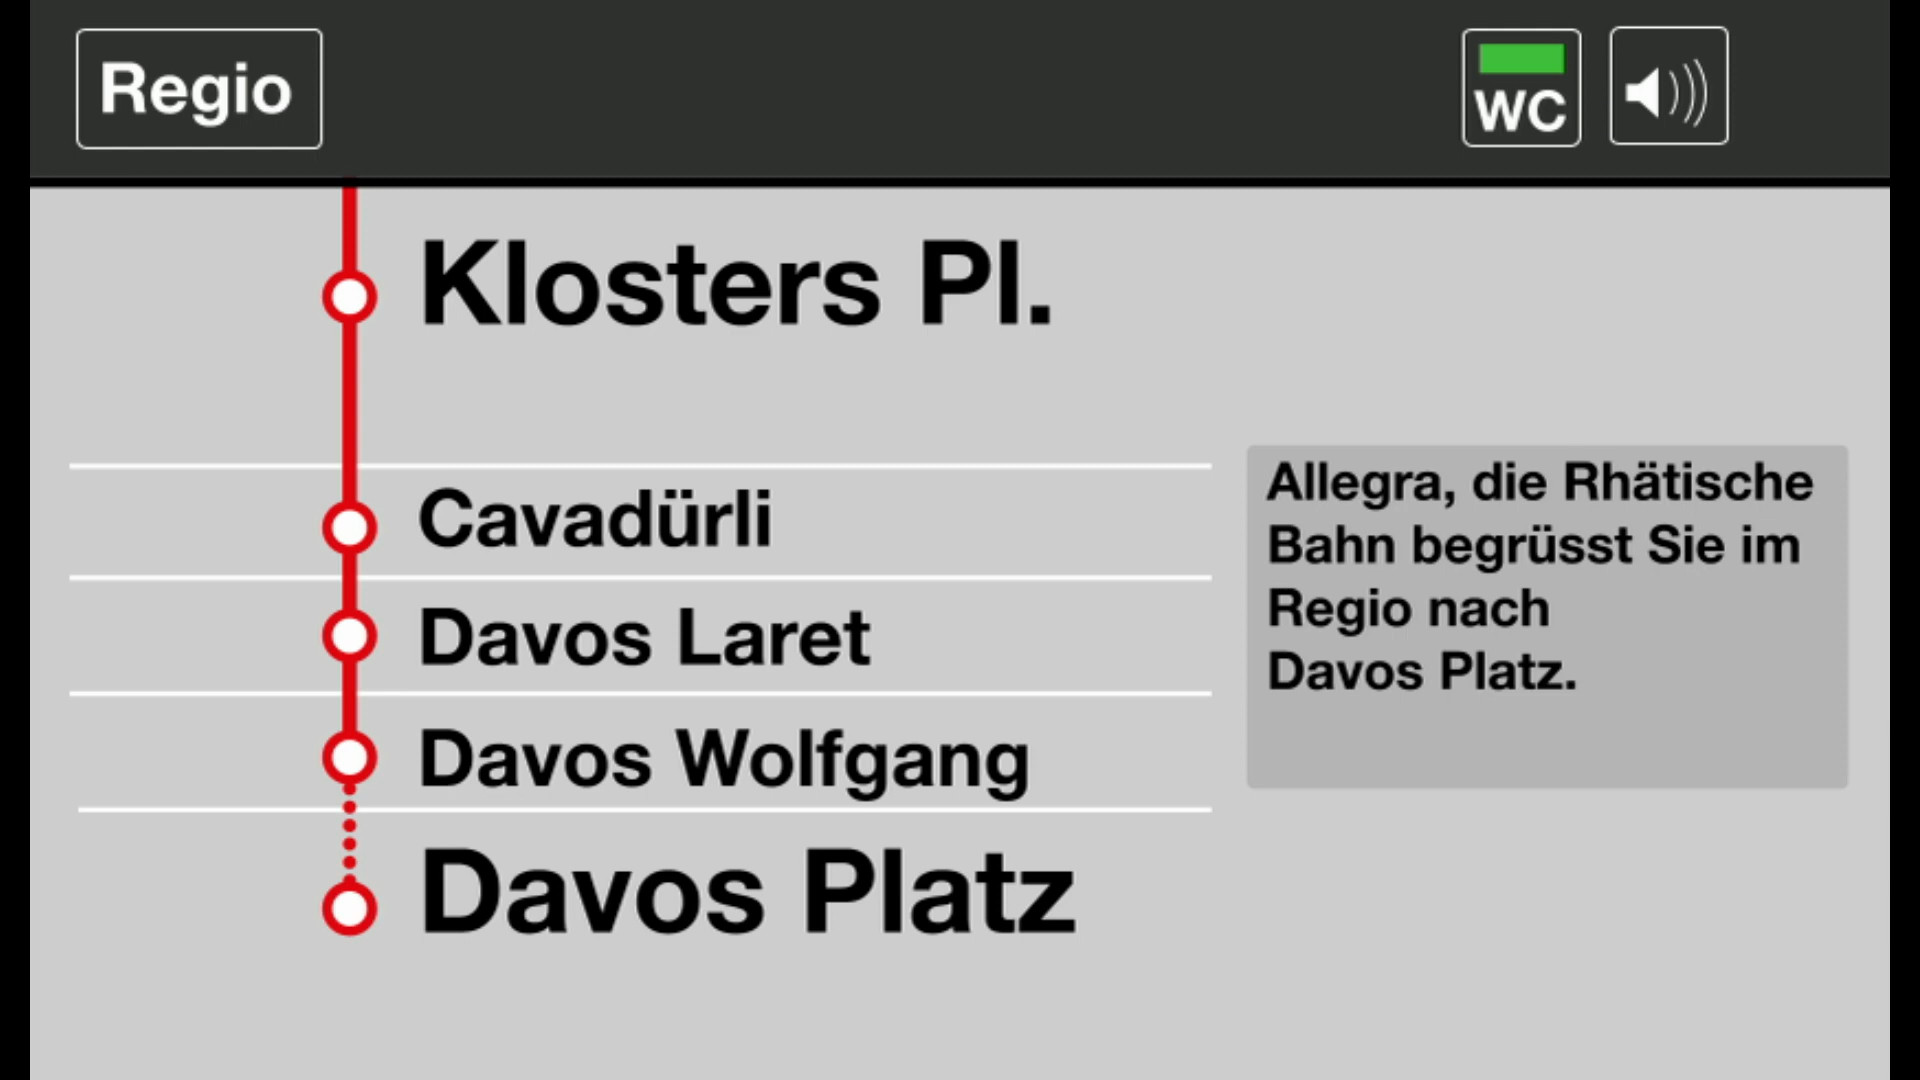 Regio
WC
Klosters Pl.
Cavadürli
Davos Laret
Davos Wolfgang
Davos Platz
Allegra, die Rhätische
Bahn begrüsst Sie im
Regio nach
Davos Platz.